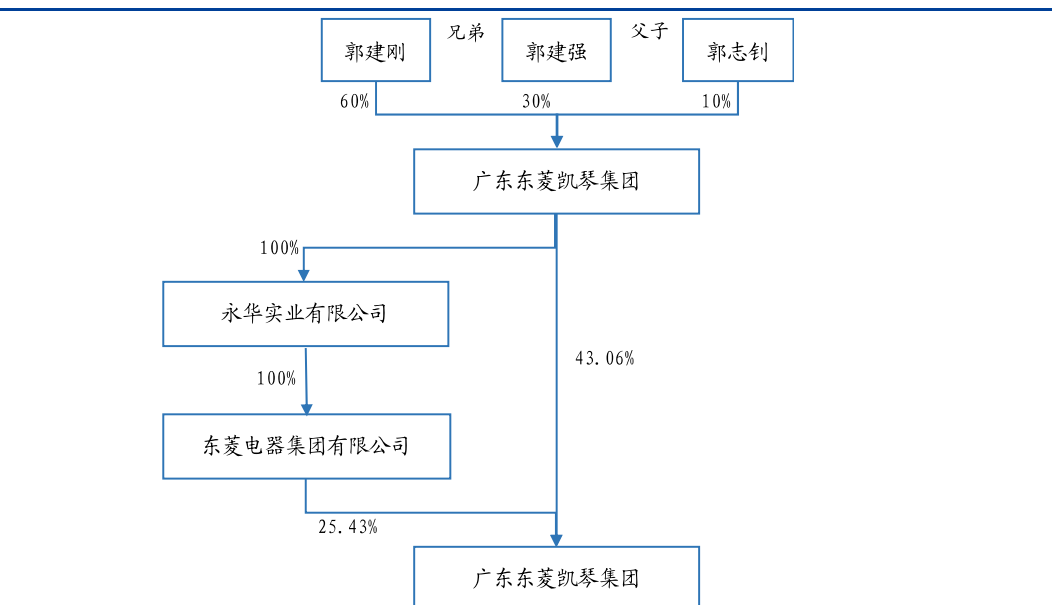 兄弟
父子
郭建刚
郭建强
郭志钊
60%
30%
10%
广东东菱凯琴集团
100%
永华实业有限公司
43.06%
100%
东菱电器集团有限公司
25.43%
广东东菱凯琴集团